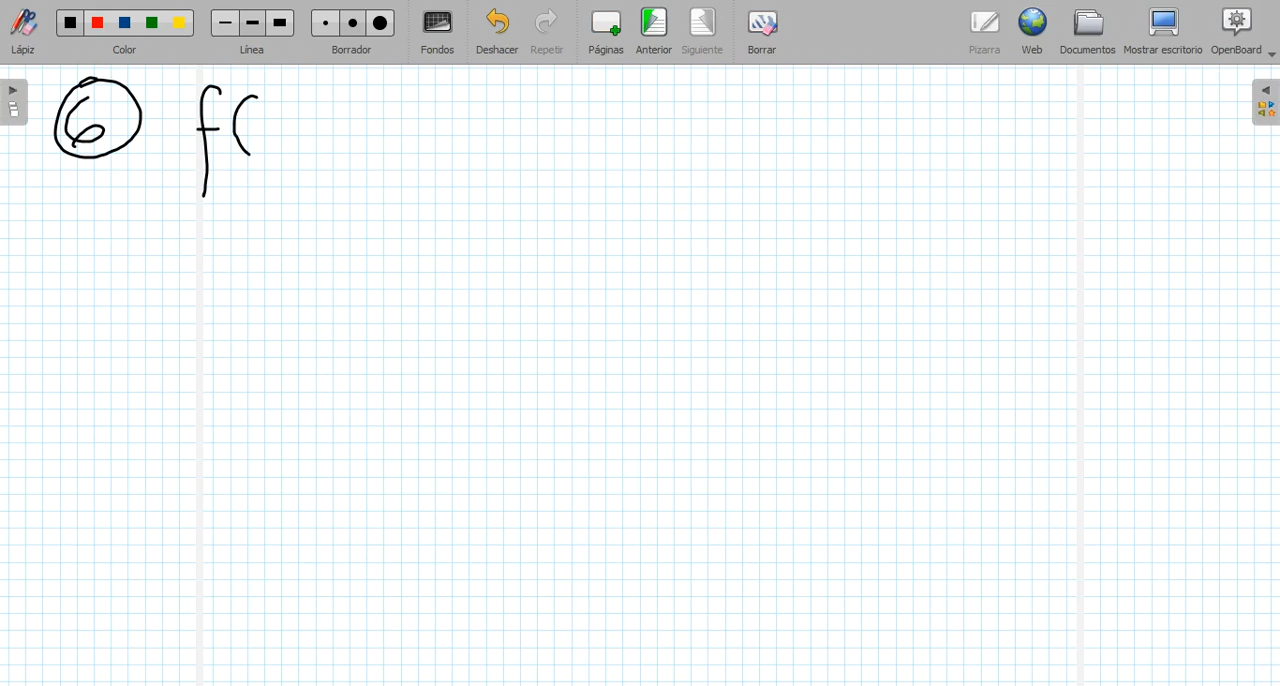 Lápiz Color Línea Borrador Fondos Deshacer Repetir Páginas Anterior Siguiente Borrar Pizarra Web Documentos Mostrar escritorio OpenBoard
6 f(